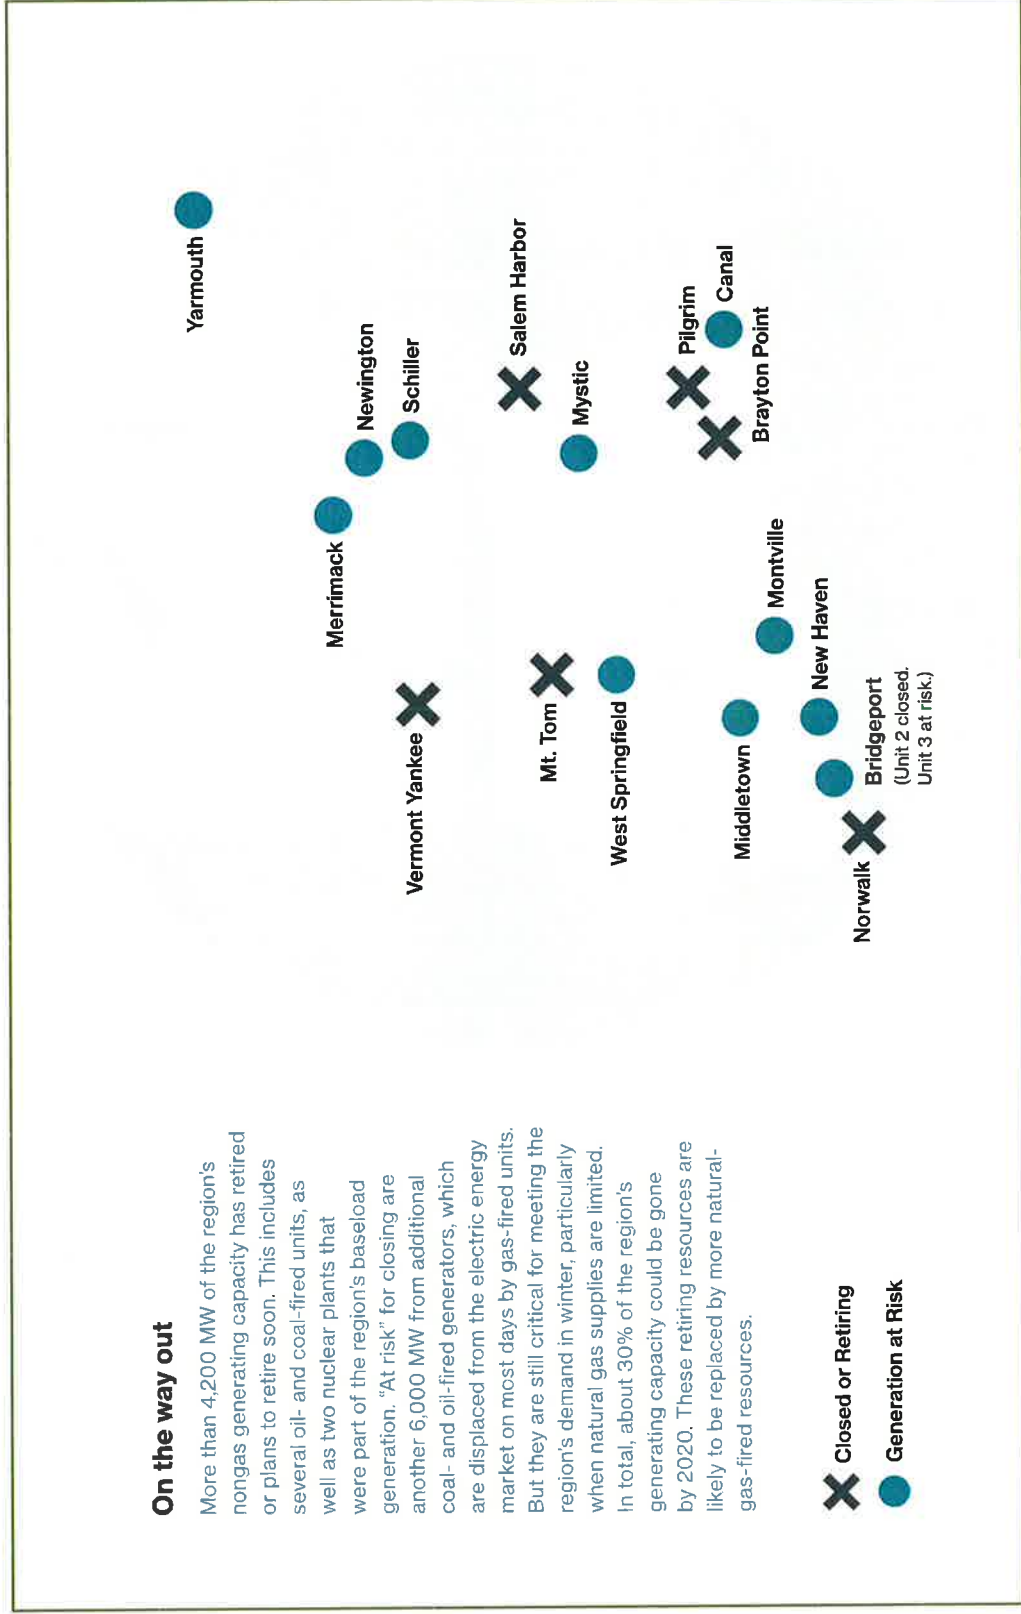 On the way out
More than 4,200 MW of the region's
nongas generating capacity has retired
or plans to retire soon. This includes
several oil- and coal-fired units, as
well as two nuclear plants that
were part of the region's baseload
generation. "At risk" for closing are
another 6,000 MW from additional
coal- and oil-fired generators, which
are displaced from the electric energy
market on most days by gas-fired units.
But they are still critical for meeting the
region's demand in winter, particularly
when natural gas supplies are limited.
In total, about 30% of the region's
generating capacity could be gone
by 2020. These retiring resources are
likely to be replaced by more natural-
gas-fired resources.
Closed or Retiring
Generation at Risk
Yarmouth
Merrimack
Newington
Schiller
Vermont Yankee
Salem Harbor
Mt. Tom
Mystic
West Springfield
Pilgrim
Canal
Brayton Point
Middletown
Montville
New Haven
Bridgeport
(Unit 2 closed.
Unit 3 at risk.)
Norwalk